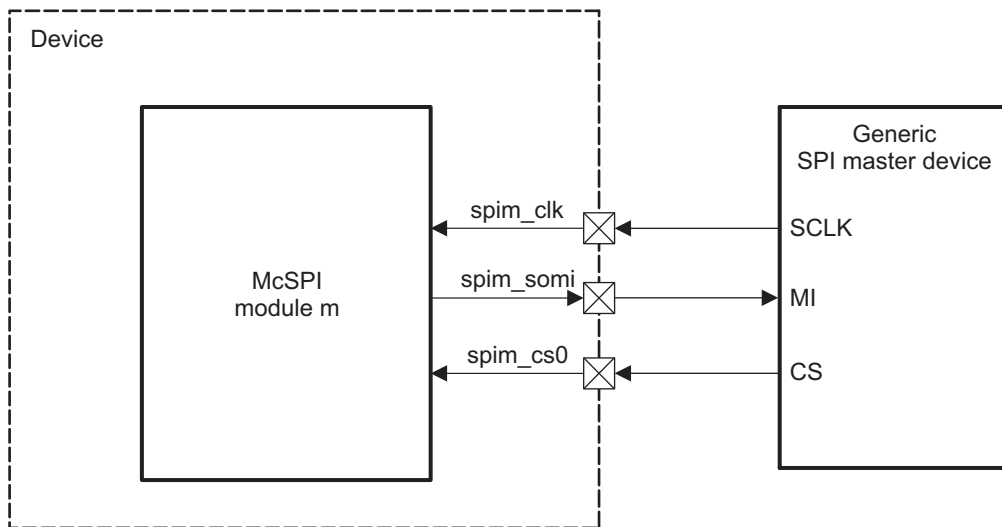 Device
Generic
SPI master device
spim_clk
SCLK
McSPI
module m
spim_somi
MI
spim_cs0
CS